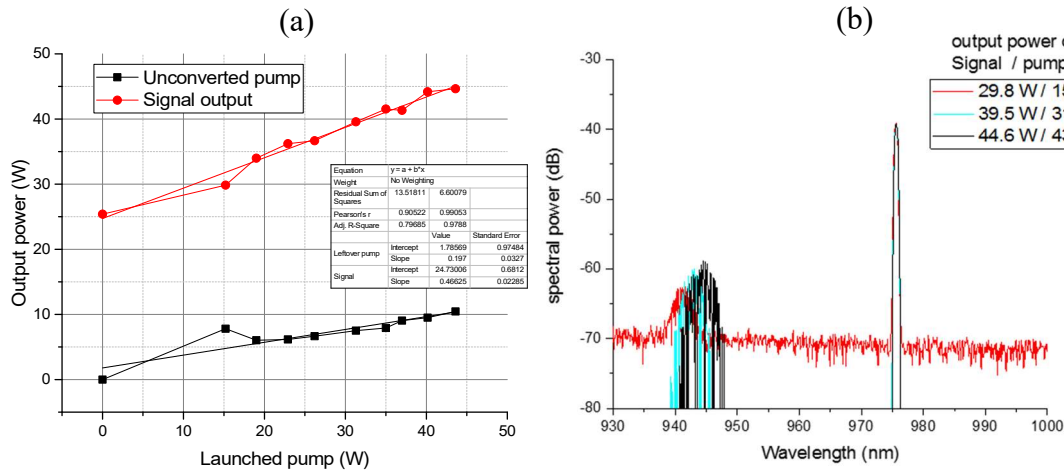 (a)
Unconverted pump
Signal output
Output power (W)
50
40
30
20
10
0
Equation y = a + b*x
Weight No Weighting
Residual Sum of Squares 13.51811 6.60079
Pearson's r 0.90522 0.99053
Adj. R-Square 0.79685 0.9788
Value Standard Error
Leftover pump Intercept 1.78569 0.97484
Slope 0.197 0.0327
Signal Intercept 24.73006 0.6812
Slope 0.46625 0.02285
0 10 20 30 40 50
Launched pump (W)
(b)
output power
Signal / pump
29.8 W / 15
39.5 W / 31
44.6 W / 43
spectral power (dB)
-30
-40
-50
-60
-70
-80
930 940 950 960 970 980 990 1000
Wavelength (nm)